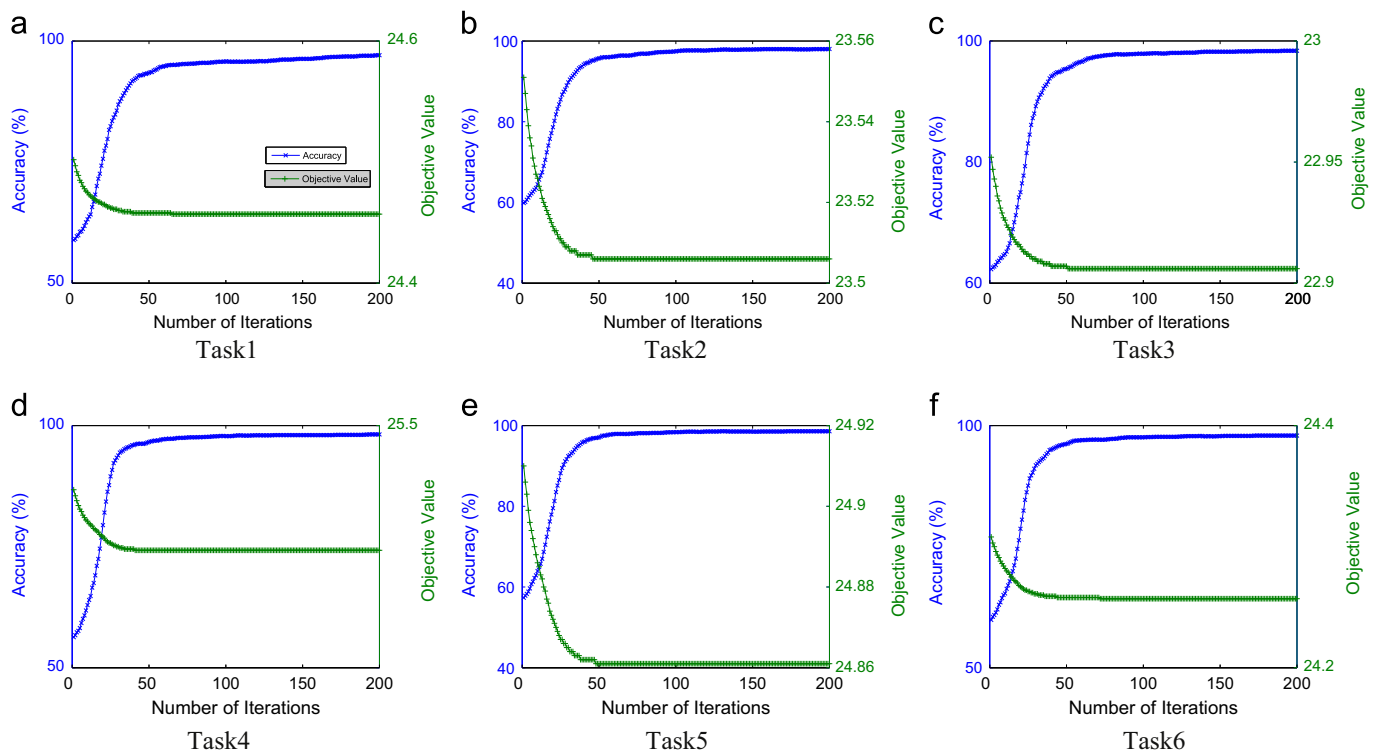 a
100
50
Accuracy (%)
24.6
24.4
Objective Value
Accuracy
Objective Value
0 50 100 150 200
Number of Iterations
Task1
b
100
80
60
40
Accuracy (%)
23.56
23.54
23.52
23.5
Objective Value
0 50 100 150 200
Number of Iterations
Task2
c
100
80
60
Accuracy (%)
23
22.95
22.9
Objective Value
0 50 100 150 200
Number of Iterations
Task3
d
100
50
Accuracy (%)
25.5
Objective Value
0 50 100 150 200
Number of Iterations
Task4
e
100
80
60
40
Accuracy (%)
24.92
24.9
24.88
24.86
Objective Value
0 50 100 150 200
Number of Iterations
Task5
f
100
50
Accuracy (%)
24.4
24.2
Objective Value
0 50 100 150 200
Number of Iterations
Task6